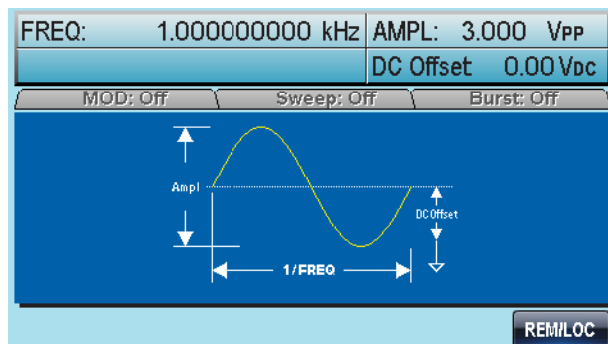 FREQ: 1.000000000 kHz AMPL: 3.000 VPP
DC Offset 0.00 VDC
MOD: Off Sweep: Off Burst: Off
Ampl
DC Offset
1/FREQ
REM/LOC